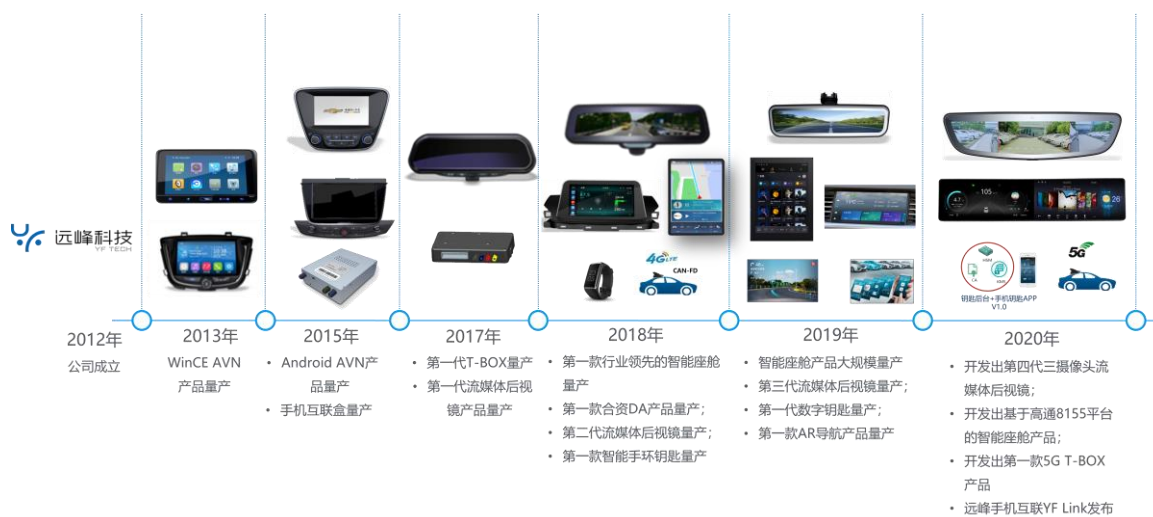 远峰科技
YF TECH
2012年
公司成立
2013年
WinCE AVN
产品量产
2015年
• Android AVN产
品量产
• 手机互联盒量产
2017年
• 第一代T-BOX量产
• 第一代流媒体后视
镜产品量产
4G LTE
CAN-FD
2018年
• 第一款行业领先的智能座舱
量产
• 第一款合资DA产品量产；
• 第二代流媒体后视镜量产；
• 第一款智能手环钥匙量产
2019年
• 智能座舱产品大规模量产
• 第三代流媒体后视镜量产；
• 第一代数字钥匙量产；
• 第一款AR导航产品量产
105
4.7
26
5G
钥匙后台+手机钥匙APP
V1.0
2020年
• 开发出第四代三摄像头流
媒体后视镜；
• 开发出基于高通8155平台
的智能座舱产品；
• 开发出第一款5G T-BOX
产品
• 远峰手机互联YF Link发布